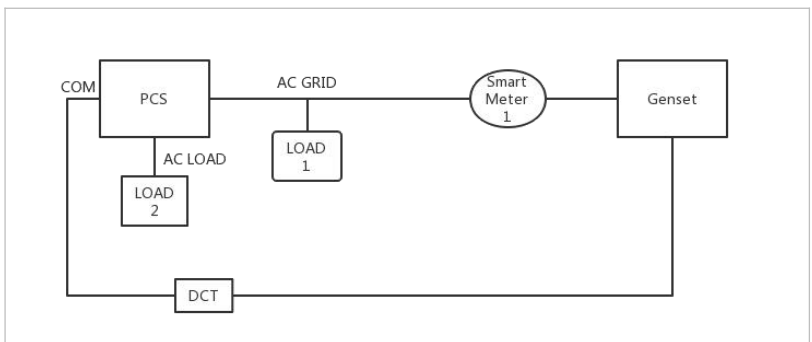 COM
PCS
AC GRID
Smart
Meter
1
Genset
LOAD
1
AC LOAD
LOAD
2
DCT